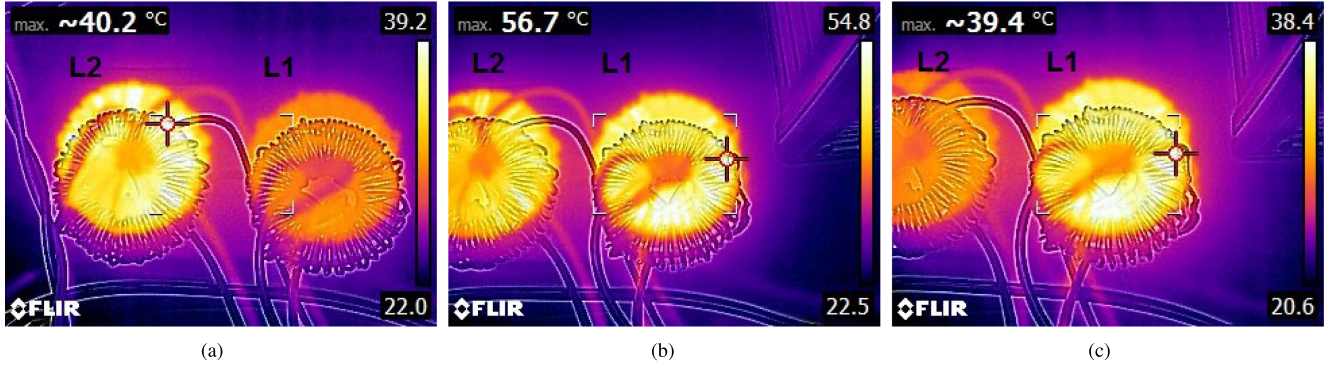 max. ~40.2 °C
39.2
L2
L1
FLIR
22.0
(a)
max. 56.7 °C
54.8
L2
L1
FLIR
22.5
(b)
max. ~39.4 °C
38.4
L2
L1
FLIR
20.6
(c)